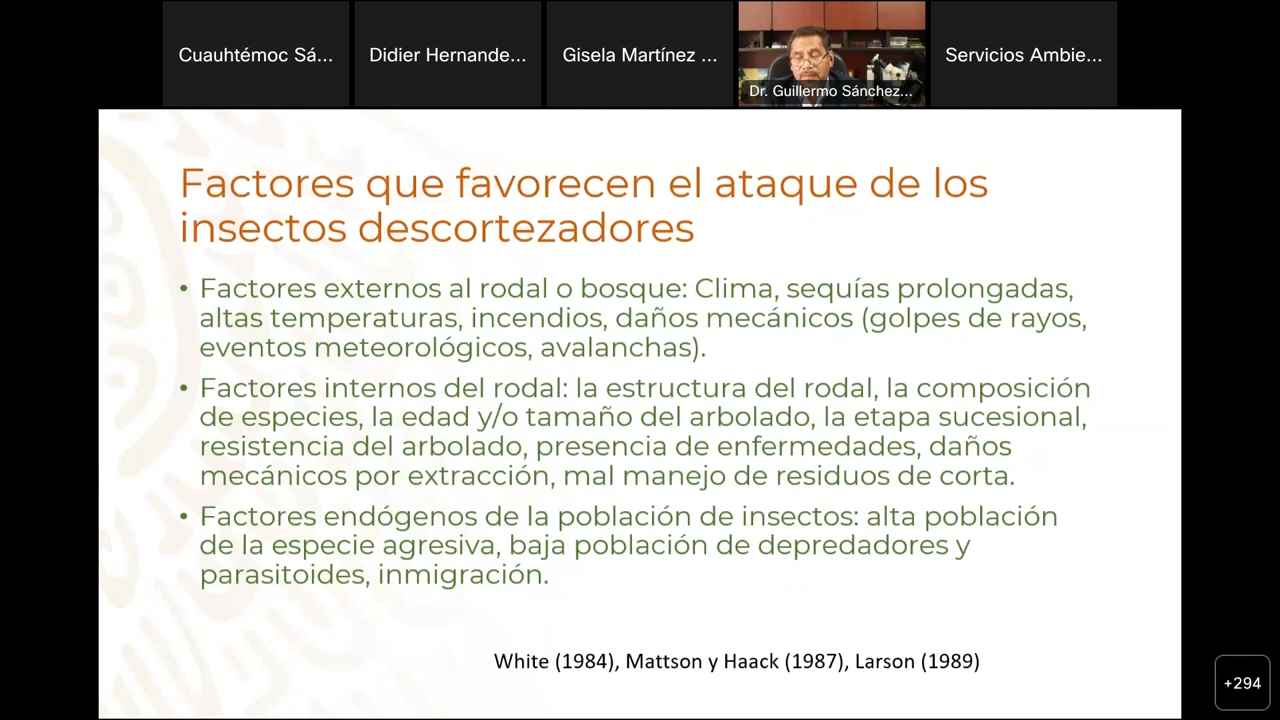 Cuauhtémoc Sá...
Didier Hernande...
Gisela Martínez ...
Dr. Guillermo Sánchez...
Servicios Ambie...
Factores que favorecen el ataque de los
insectos descortezadores
• Factores externos al rodal o bosque: Clima, sequías prolongadas,
altas temperaturas, incendios, daños mecánicos (golpes de rayos,
eventos meteorológicos, avalanchas).
• Factores internos del rodal: la estructura del rodal, la composición
de especies, la edad y/o tamaño del arbolado, la etapa sucesional,
resistencia del arbolado, presencia de enfermedades, daños
mecánicos por extracción, mal manejo de residuos de corta.
• Factores endógenos de la población de insectos: alta población
de la especie agresiva, baja población de depredadores y
parasitoides, inmigración.
White (1984), Mattson y Haack (1987), Larson (1989)
+294